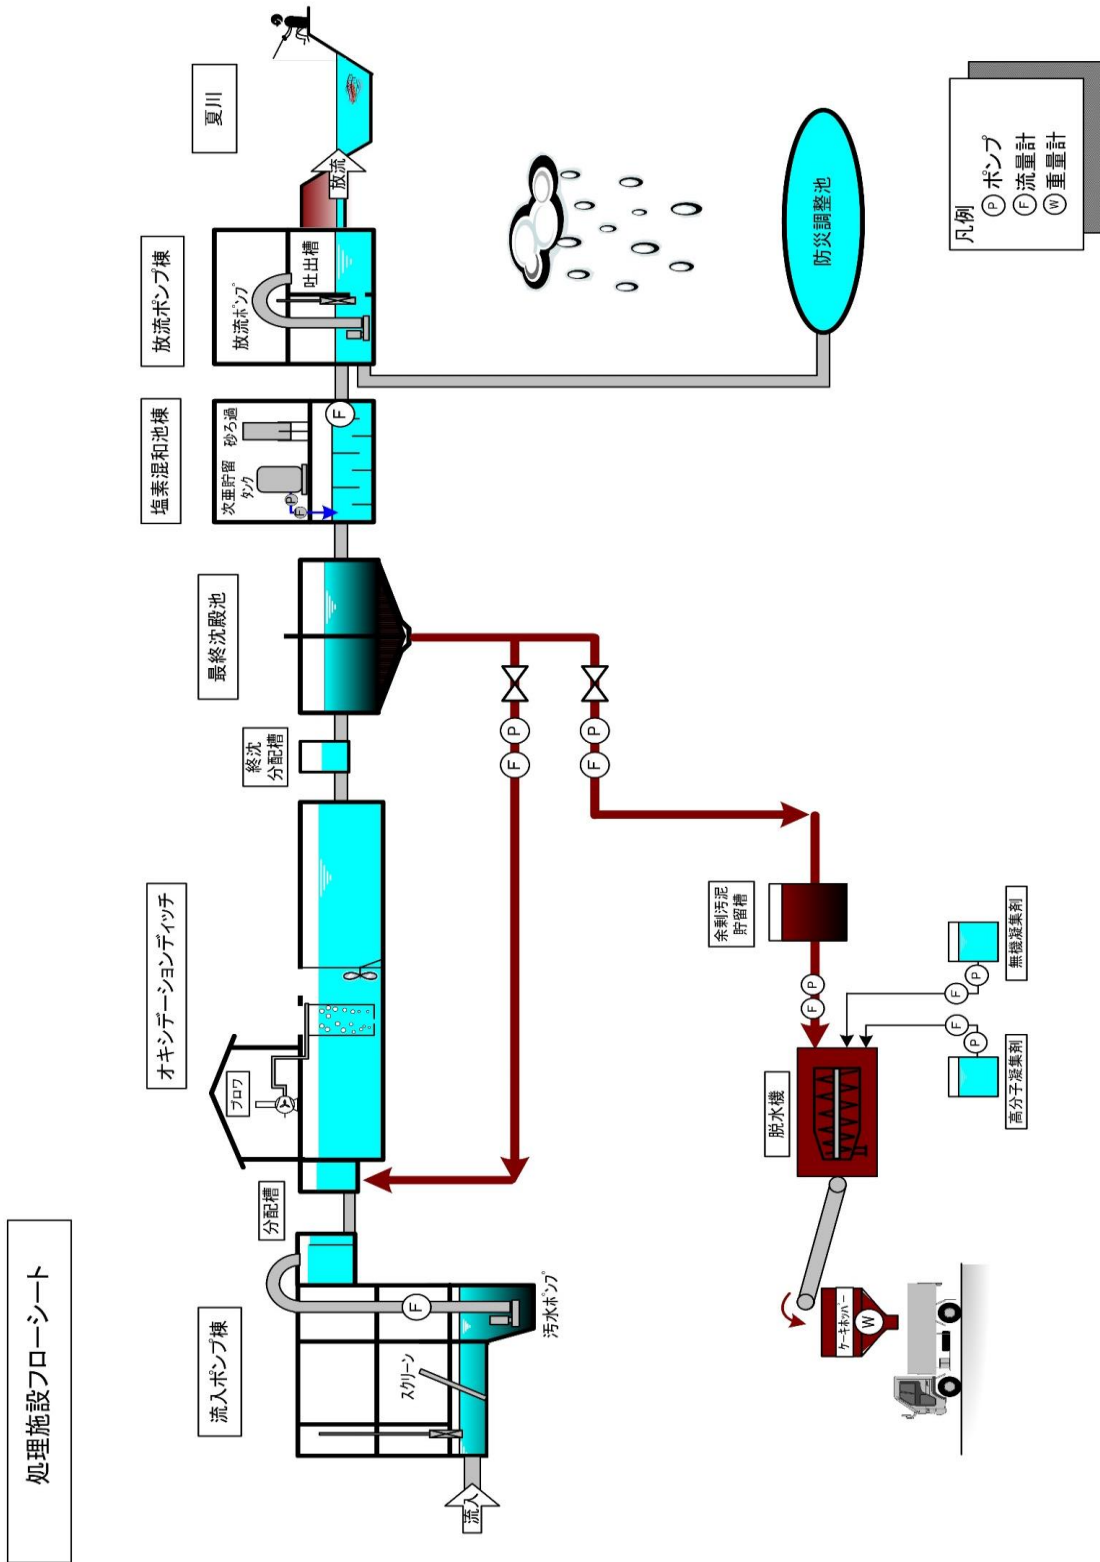 処理施設フローシート
流入ポンプ棟
オキシデーションディッチ
最終沈殿池
塩素混和池棟
放流ポンプ棟
夏川
分配槽
終沈
分配槽
ブロワ
次亜貯留
タンク
砂ろ過
P
F
F
放流ポンプ
吐出槽
放流
流入
スクリーン
F
汚水ポンプ
F
P
F
P
余剰汚泥
貯留槽
F
P
脱水機
F
P
高分子凝集剤
F
P
無機凝集剤
ケーキホッパー
W
防災調整池
凡例
P ポンプ
F 流量計
W 重量計